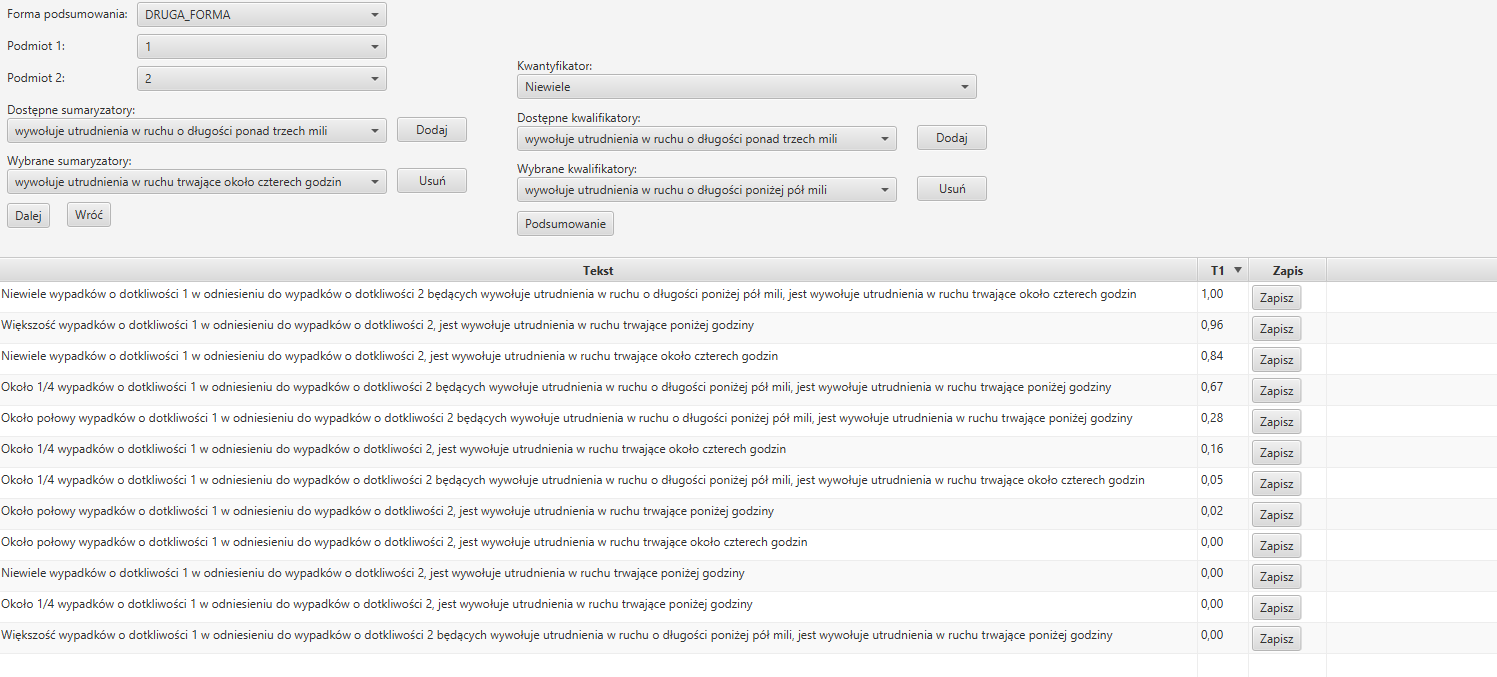 Forma podsumowania: DRUGA_FORMA
Podmiot 1: 1
Podmiot 2: 2
Dostępne sumaryzatory:
wywołuje utrudnienia w ruchu o długości ponad trzech mili Dodaj
Wybrane sumaryzatory:
wywołuje utrudnienia w ruchu trwające około czterech godzin Usuń
Dalej Wróć
Kwantyfikator:
Niewiele
Dostępne kwalifikatory:
wywołuje utrudnienia w ruchu o długości ponad trzech mili Dodaj
Wybrane kwalifikatory:
wywołuje utrudnienia w ruchu o długości poniżej pół mili Usuń
Podsumowanie
Tekst T1 Zapis
Niewiele wypadków o dotkliwości 1 w odniesieniu do wypadków o dotkliwości 2 będących wywołuje utrudnienia w ruchu o długości poniżej pół mili, jest wywołuje utrudnienia w ruchu trwające około czterech godzin 1,00 Zapisz
Większość wypadków o dotkliwości 1 w odniesieniu do wypadków o dotkliwości 2, jest wywołuje utrudnienia w ruchu trwające poniżej godziny 0,96 Zapisz
Niewiele wypadków o dotkliwości 1 w odniesieniu do wypadków o dotkliwości 2, jest wywołuje utrudnienia w ruchu trwające około czterech godzin 0,84 Zapisz
Około 1/4 wypadków o dotkliwości 1 w odniesieniu do wypadków o dotkliwości 2 będących wywołuje utrudnienia w ruchu o długości poniżej pół mili, jest wywołuje utrudnienia w ruchu trwające poniżej godziny 0,67 Zapisz
Około połowy wypadków o dotkliwości 1 w odniesieniu do wypadków o dotkliwości 2 będących wywołuje utrudnienia w ruchu o długości poniżej pół mili, jest wywołuje utrudnienia w ruchu trwające poniżej godziny 0,28 Zapisz
Około 1/4 wypadków o dotkliwości 1 w odniesieniu do wypadków o dotkliwości 2, jest wywołuje utrudnienia w ruchu trwające około czterech godzin 0,16 Zapisz
Około 1/4 wypadków o dotkliwości 1 w odniesieniu do wypadków o dotkliwości 2 będących wywołuje utrudnienia w ruchu o długości poniżej pół mili, jest wywołuje utrudnienia w ruchu trwające około czterech godzin 0,05 Zapisz
Około połowy wypadków o dotkliwości 1 w odniesieniu do wypadków o dotkliwości 2, jest wywołuje utrudnienia w ruchu trwające poniżej godziny 0,02 Zapisz
Około połowy wypadków o dotkliwości 1 w odniesieniu do wypadków o dotkliwości 2, jest wywołuje utrudnienia w ruchu trwające około czterech godzin 0,00 Zapisz
Niewiele wypadków o dotkliwości 1 w odniesieniu do wypadków o dotkliwości 2, jest wywołuje utrudnienia w ruchu trwające poniżej godziny 0,00 Zapisz
Około 1/4 wypadków o dotkliwości 1 w odniesieniu do wypadków o dotkliwości 2, jest wywołuje utrudnienia w ruchu trwające poniżej godziny 0,00 Zapisz
Większość wypadków o dotkliwości 1 w odniesieniu do wypadków o dotkliwości 2 będących wywołuje utrudnienia w ruchu o długości poniżej pół mili, jest wywołuje utrudnienia w ruchu trwające poniżej godziny 0,00 Zapisz